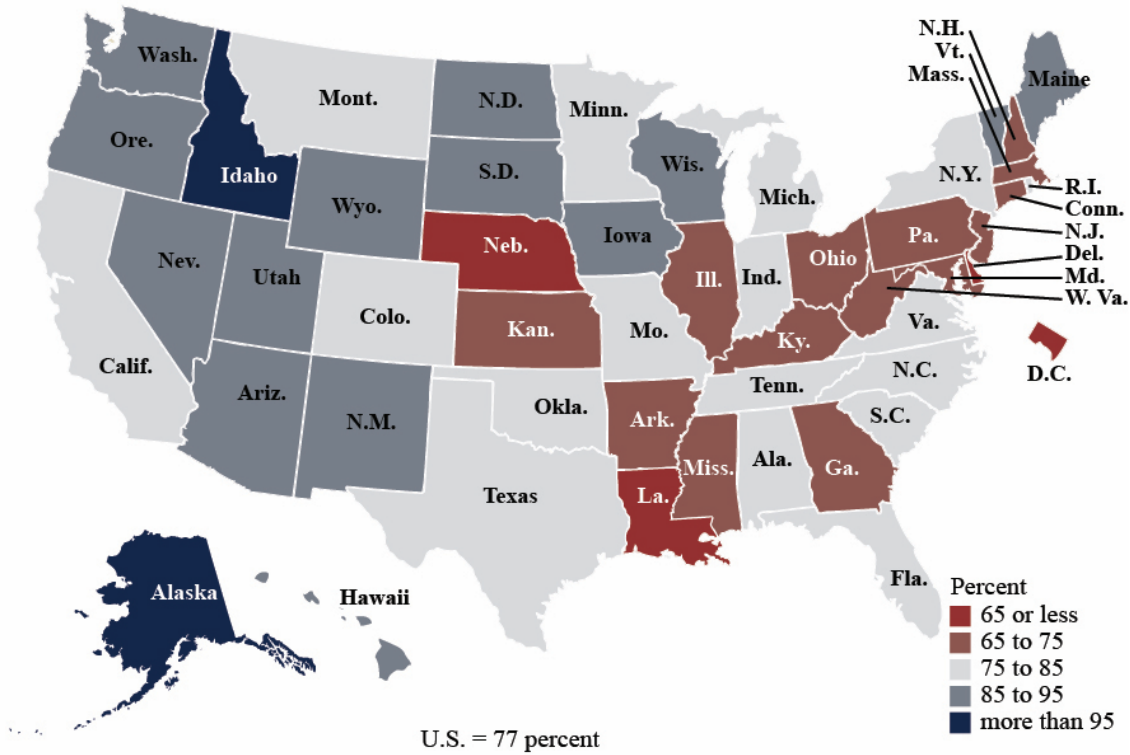 N.H.
Vt.
Mass.
Wash.
Maine
Mont.
N.D.
Minn.
Ore.
Idaho
S.D.
Wis.
N.Y.
R.I.
Mich.
Conn.
Wyo.
N.J.
Neb.
Iowa
Pa.
Del.
Nev.
Utah
Ohio
Md.
Ill.
Ind.
W. Va.
Colo.
Kan.
Mo.
Ky.
Va.
Calif.
D.C.
N.C.
Tenn.
Ariz.
N.M.
Okla.
Ark.
S.C.
Miss.
Ala.
Ga.
Texas
La.
Fla.
Alaska
Hawaii
Percent
65 or less
65 to 75
75 to 85
85 to 95
more than 95
U.S. = 77 percent